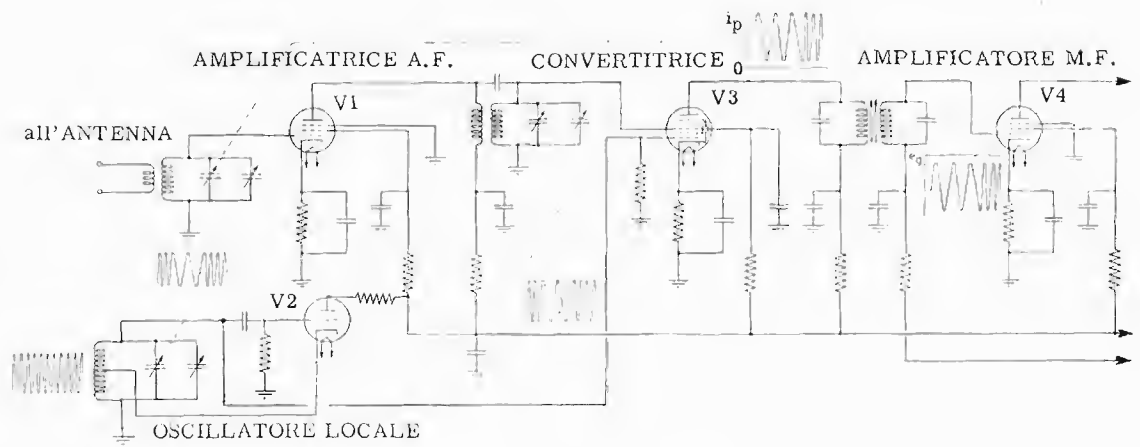 i_p
0
AMPLIFICATRICE A.F.
CONVERTITRICE
AMPLIFICATORE M.F.
V1
V3
V4
all'ANTENNA
e_g
V2
OSCILLATORE LOCALE